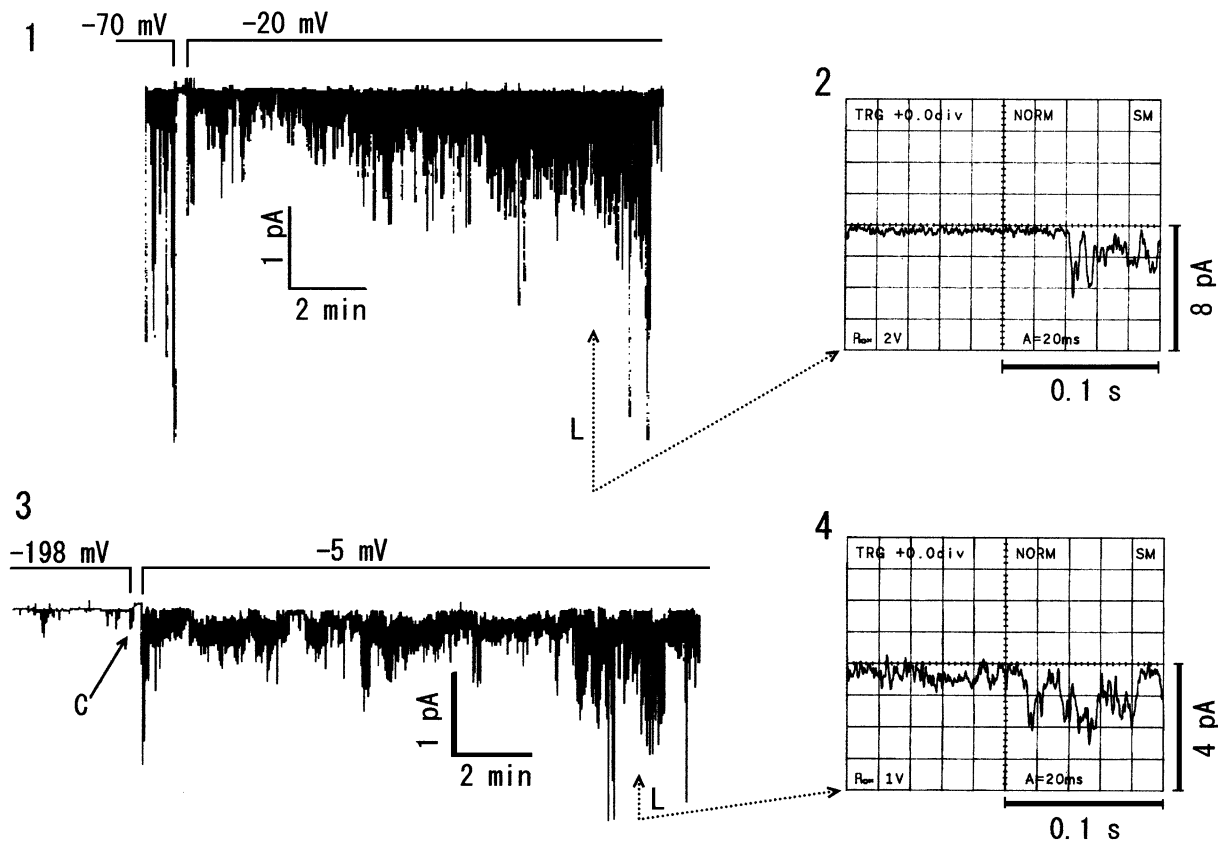 1
-70 mV
-20 mV
1 pA
2 min
L
2
TRG +0.0div NORM SM
2V A=20ms
8 pA
0.1 s
3
-198 mV
-5 mV
C
1 pA
2 min
L
4
TRG +0.0div NORM SM
1V A=20ms
4 pA
0.1 s